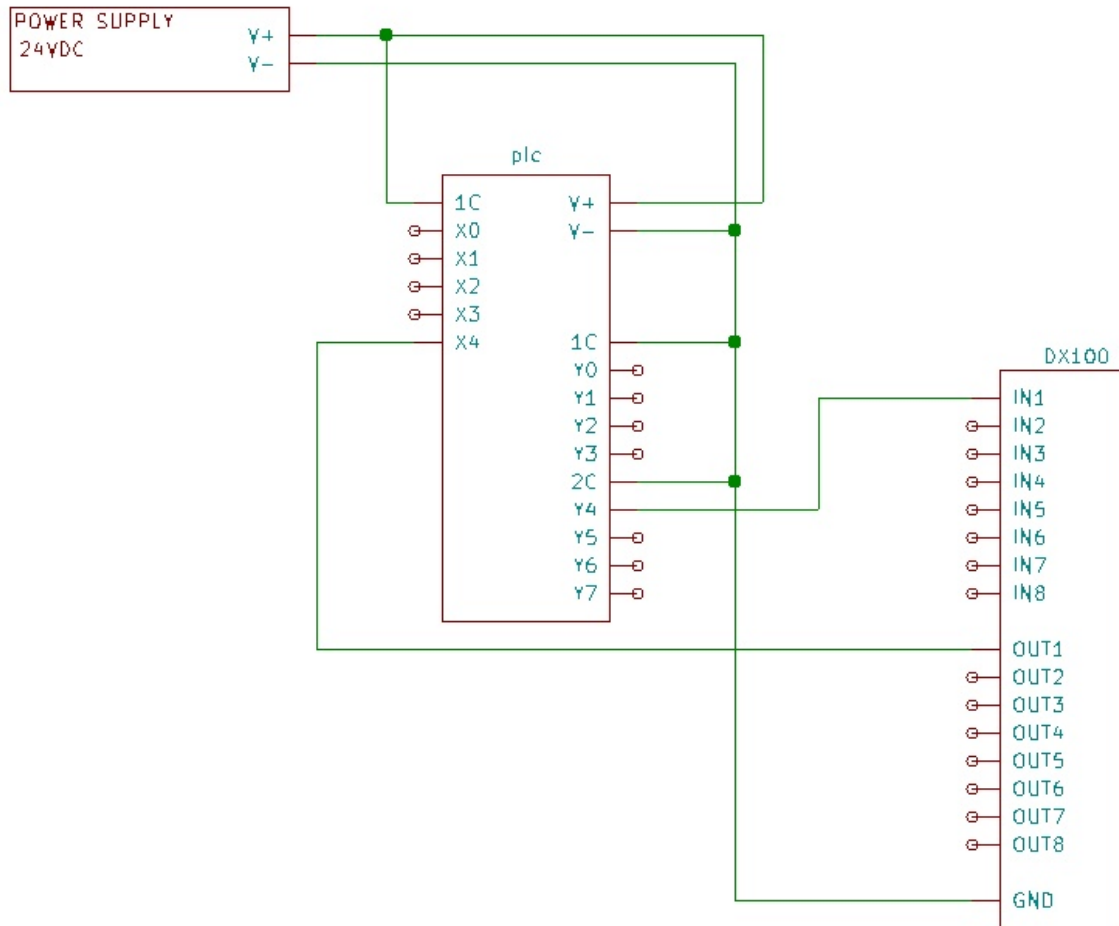 POWER SUPPLY
24VDC
V+
V-
plc
1C
X0
X1
X2
X3
X4
V+
V-
1C
Y0
Y1
Y2
Y3
2C
Y4
Y5
Y6
Y7
DX100
IN1
IN2
IN3
IN4
IN5
IN6
IN7
IN8
OUT1
OUT2
OUT3
OUT4
OUT5
OUT6
OUT7
OUT8
GND